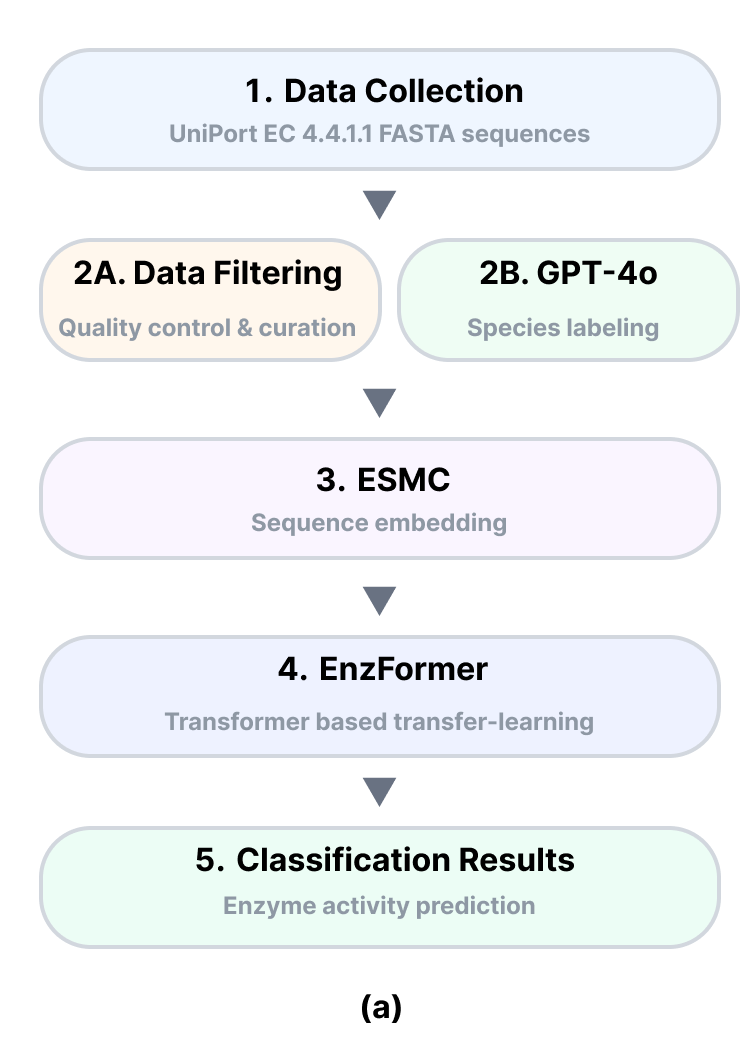 1. Data Collection
UniPort EC 4.4.1.1 FASTA sequences
2A. Data Filtering
Quality control & curation
2B. GPT-4o
Species labeling
3. ESMC
Sequence embedding
4. EnzFormer
Transformer based transfer-learning
5. Classification Results
Enzyme activity prediction
(a)